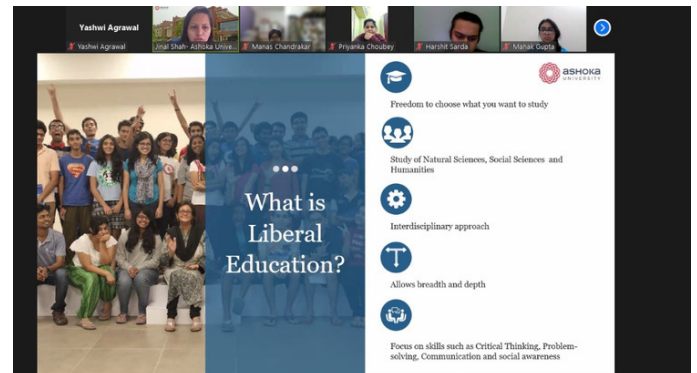 Yashwi Agrawal
Yashwi Agrawal
Jinal Shah- Ashoka Unive...
Manas Chandrakar
Priyanka Choubey
Harshit Sarda
Mahak Gupta
ASHOKA
UNIVERSITY
What is
Liberal
Education?
Freedom to choose what you want to study
Study of Natural Sciences, Social Sciences and
Humanities
Interdisciplinary approach
Allows breadth and depth
Focus on skills such as Critical Thinking, Problem-
solving, Communication and social awareness